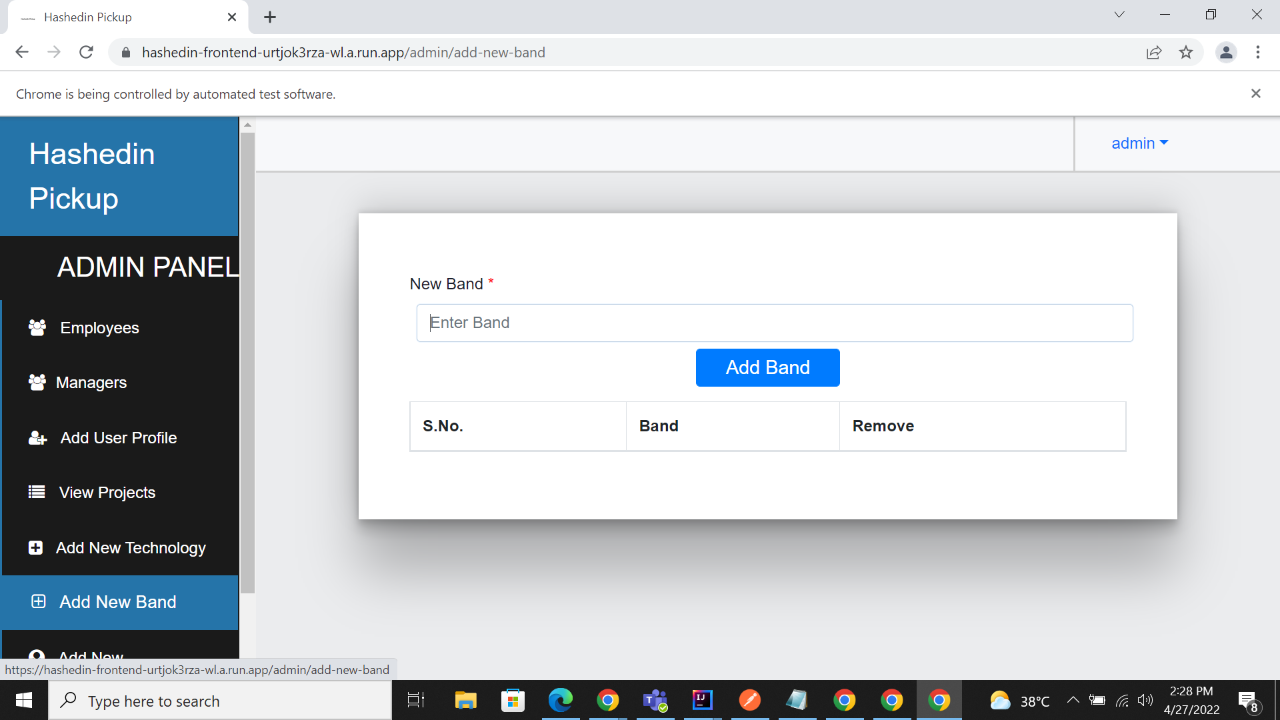 Hashedin Pickup
hashedin-frontend-urtjok3rza-wl.a.run.app/admin/add-new-band
Chrome is being controlled by automated test software.
Hashedin
Pickup
admin
ADMIN PANEL
Employees
Managers
Add User Profile
View Projects
Add New Technology
Add New Band
Add New
New Band *
Enter Band
Add Band
S.No. Band Remove
https://hashedin-frontend-urtjok3rza-wl.a.run.app/admin/add-new-band
Type here to search
38°C
2:28 PM
4/27/2022
8